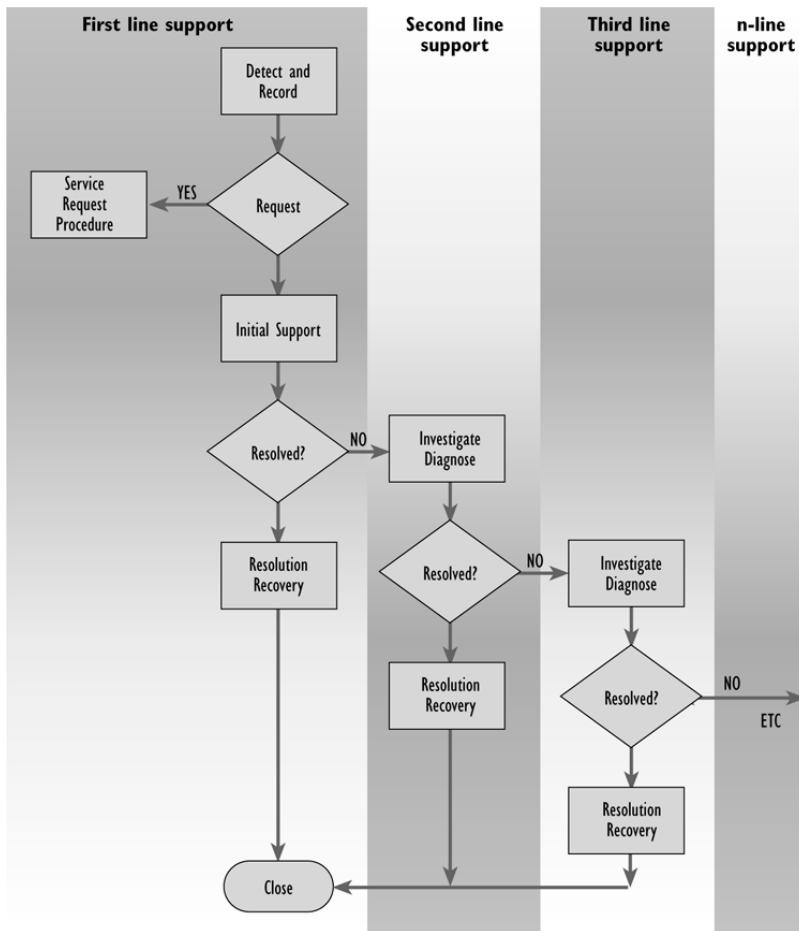 First line support
Second line
support
Third line
support
n-line
support
Detect and
Record
Request
YES
Service
Request
Procedure
Initial Support
Resolved?
NO
Investigate
Diagnose
Resolution
Recovery
Resolved?
NO
Investigate
Diagnose
Resolution
Recovery
Resolved?
NO
ETC
Resolution
Recovery
Close